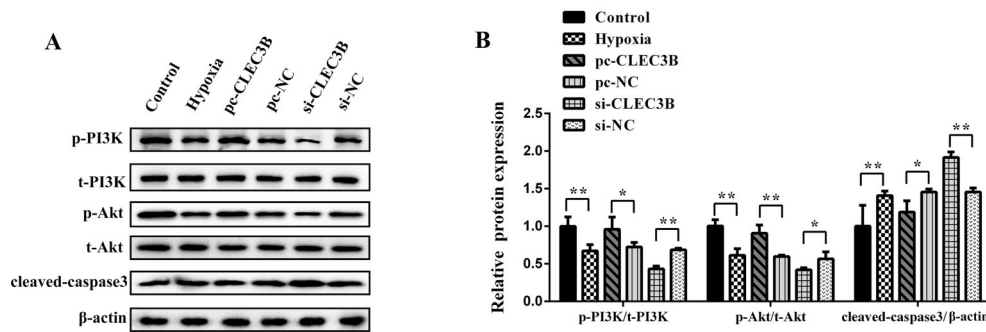 A
Control
Hypoxia
pc-CLEC3B
pc-NC
si-CLEC3B
si-NC
p-PI3K
t-PI3K
p-Akt
t-Akt
cleaved-caspase3
β-actin
B
Control
Hypoxia
pc-CLEC3B
pc-NC
si-CLEC3B
si-NC
Relative protein expression
2.5
2.0
1.5
1.0
0.5
0.0
** * **
** ** *
** * **
p-PI3K/t-PI3K
p-Akt/t-Akt
cleaved-caspase3/β-actin